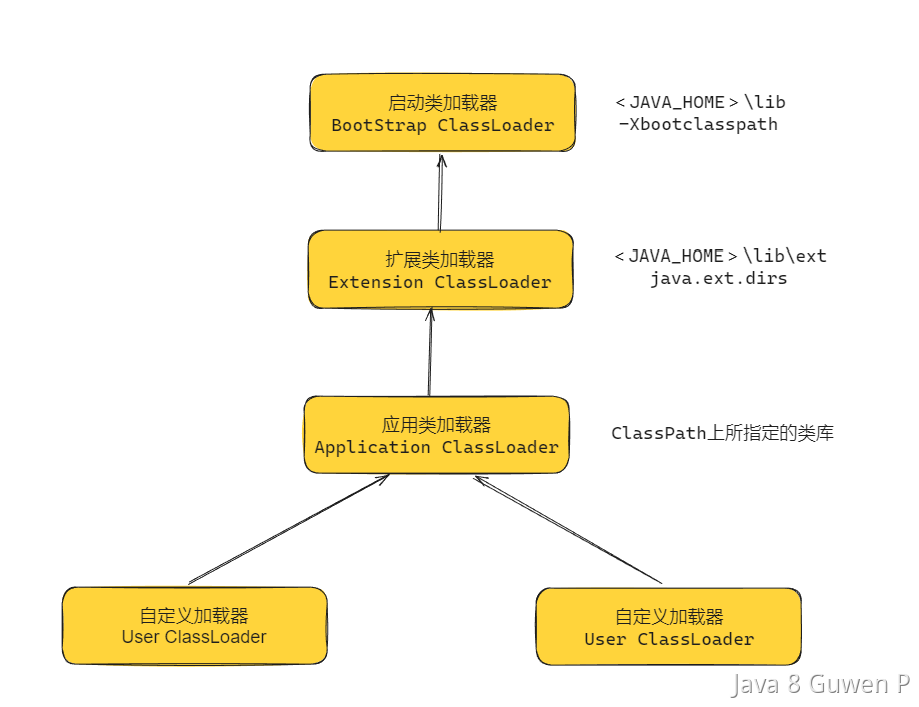 启动类加载器
BootStrap ClassLoader
<JAVA_HOME>\lib
-Xbootclasspath
扩展类加载器
Extension ClassLoader
<JAVA_HOME>\lib\ext
java.ext.dirs
应用类加载器
Application ClassLoader
ClassPath上所指定的类库
自定义加载器
User ClassLoader
自定义加载器
User ClassLoader
Java 8 Guwen P